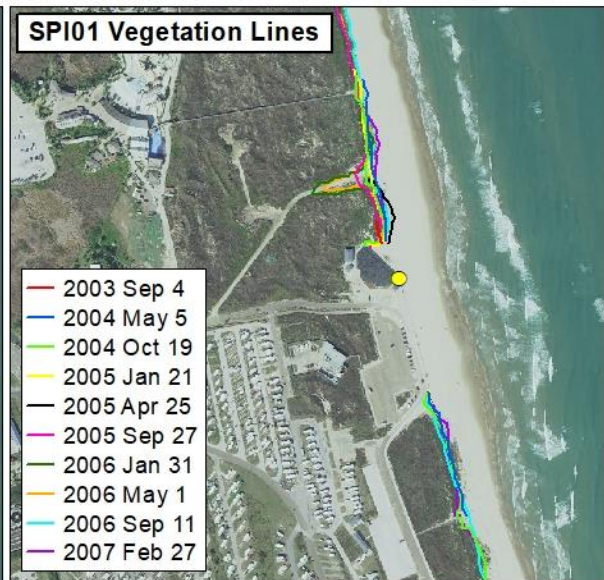 SPI01 Vegetation Lines
2003 Sep 4
2004 May 5
2004 Oct 19
2005 Jan 21
2005 Apr 25
2005 Sep 27
2006 Jan 31
2006 May 1
2006 Sep 11
2007 Feb 27